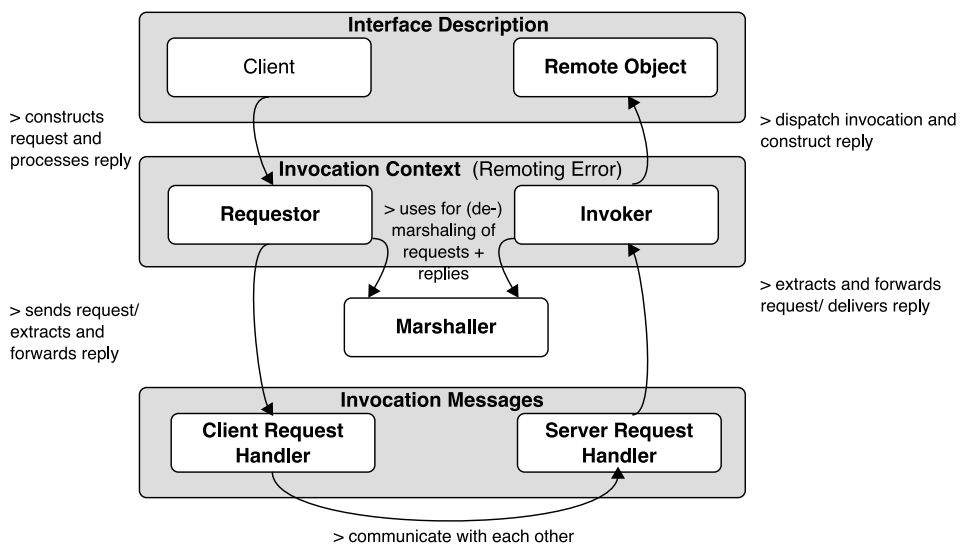 Interface Description
Client
Remote Object
> constructs
request and
processes reply
> dispatch invocation and
construct reply
Invocation Context (Remoting Error)
Requestor
> uses for (de-)
marshaling of
requests +
replies
Invoker
> sends request/
extracts and
forwards reply
> extracts and forwards
request/ delivers reply
Marshaller
Invocation Messages
Client Request
Handler
Server Request
Handler
> communicate with each other